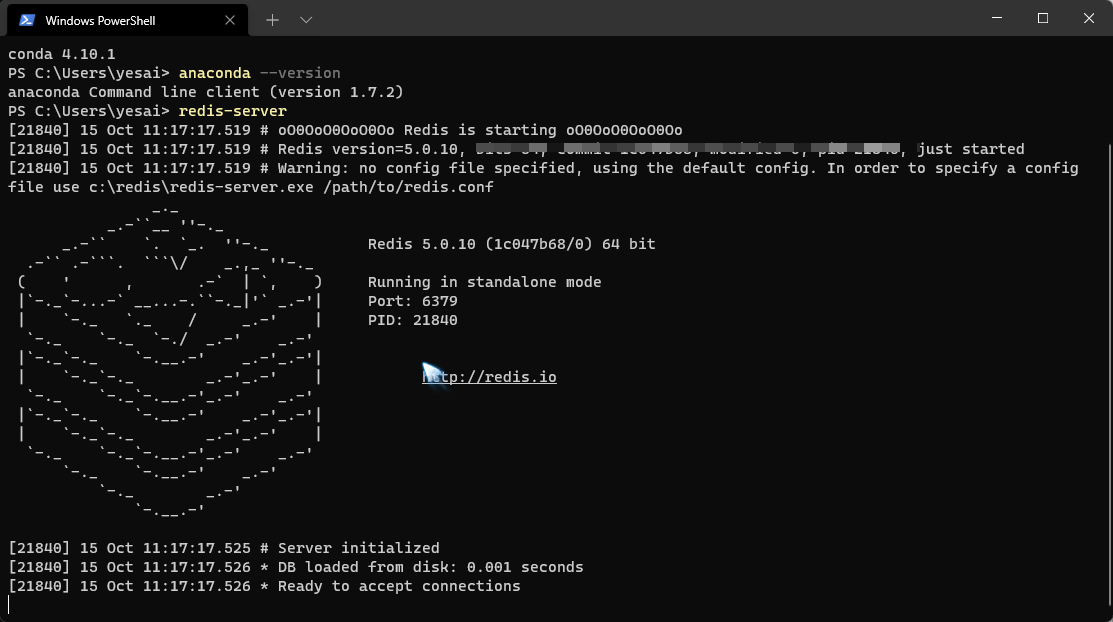 Windows PowerShell
conda 4.10.1
PS C:\Users\yesai> anaconda --version
anaconda Command line client (version 1.7.2)
PS C:\Users\yesai> redis-server
[21840] 15 Oct 11:17:17.519 # oO0OoO0OoO0Oo Redis is starting oO0OoO0OoO0Oo
[21840] 15 Oct 11:17:17.519 # Redis version=5.0.10, just started
[21840] 15 Oct 11:17:17.519 # Warning: no config file specified, using the default config. In order to specify a config
file use c:\redis\redis-server.exe /path/to/redis.conf
Redis 5.0.10 (1c047b68/0) 64 bit
Running in standalone mode
Port: 6379
PID: 21840
http://redis.io
[21840] 15 Oct 11:17:17.525 # Server initialized
[21840] 15 Oct 11:17:17.526 * DB loaded from disk: 0.001 seconds
[21840] 15 Oct 11:17:17.526 * Ready to accept connections